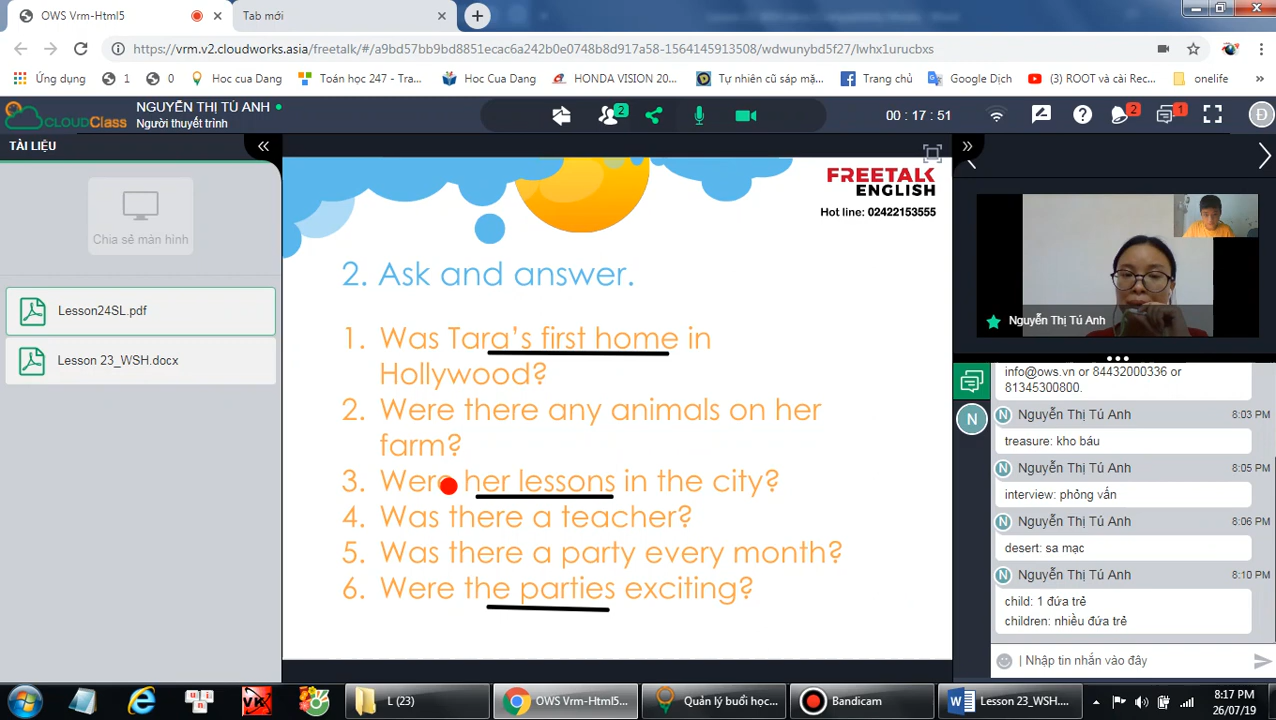 OWS Vrm-Html5
Tab mới
https://vrm.v2.cloudworks.asia/freetalk/#/a9bd57bb9bd8851ecac6a242b0e0748b8d917a58-1564145913508/wdwunybd5f27/lwhx1urucbxs
Ứng dụng
1
0
Hoc cua Dang
Toán học 247 - Tra...
Học Cua Dang
HONDA VISION 20...
Tự nhiên cũ sáp mặ...
Trang chủ
Google Dịch
(3) ROOT và cài Rec...
onelife
»
CLOUDClass
NGUYỄN THỊ TÚ ANH
Người thuyết trình
2
00 : 17 : 51
2
1
Đ
TÀI LIỆU
Chia sẻ màn hình
Lesson24SL.pdf
Lesson 23_WSH.docx
FREETALK
ENGLISH
Hot line: 02422153555
2. Ask and answer.
1. Was Tara's first home in
Hollywood?
2. Were there any animals on her
farm?
3. Were her lessons in the city?
4. Was there a teacher?
5. Was there a party every month?
6. Were the parties exciting?
Nguyễn Thị Tú Anh
info@ows.vn or 84432000336 or
81345300800.
N Nguyễn Thị Tú Anh 8:03 PM
treasure: kho báu
N Nguyễn Thị Tú Anh 8:05 PM
interview: phỏng vấn
N Nguyễn Thị Tú Anh 8:06 PM
desert: sa mạc
N Nguyễn Thị Tú Anh 8:10 PM
child: 1 đứa trẻ
children: nhiều đứa trẻ
N
Nhập tin nhắn vào đây
L (23)
OWS Vrm-Html5...
Quản lý buổi học...
Bandicam
Lesson 23_WSH....
8:17 PM
26/07/19